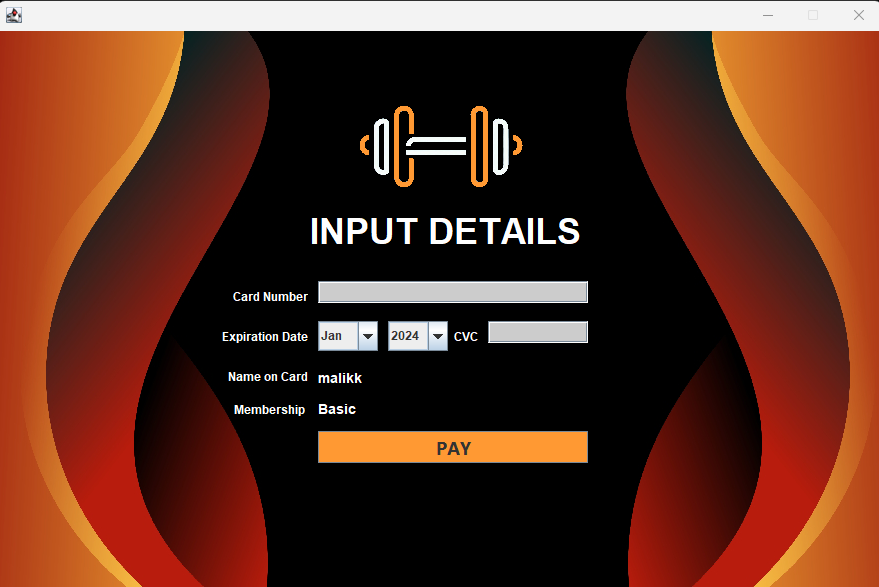 INPUT DETAILS
Card Number
Expiration Date Jan 2024 CVC
Name on Card malikk
Membership Basic
PAY